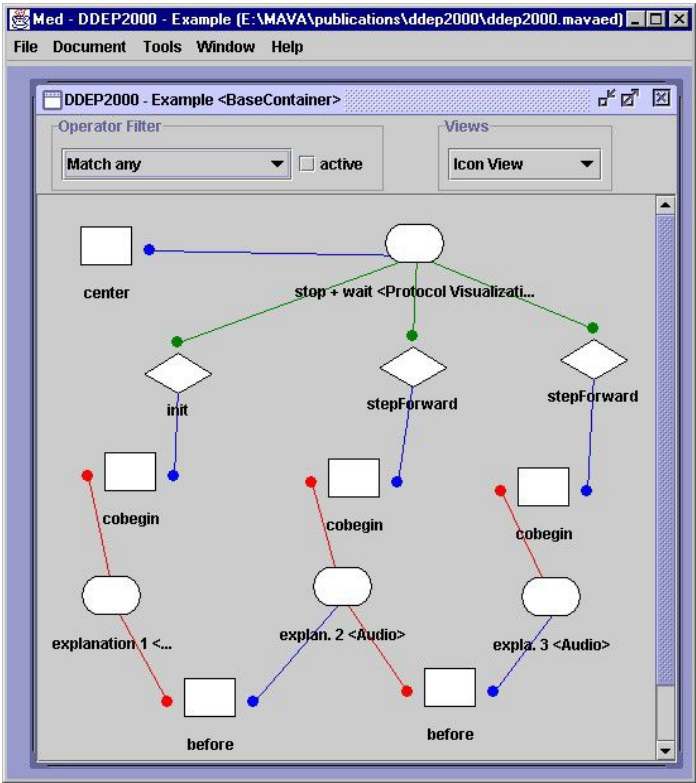 Med - DDEP2000 - Example (E:\MAVA\publications\ddep2000\ddep2000.mavaed)
File Document Tools Window Help
DDEP2000 - Example <BaseContainer>
Operator Filter Views
Match any active Icon View
center
stop + wait <Protocol Visualizati...
init
stepForward
stepForward
cobegin
cobegin
cobegin
explanation 1 <...
explan. 2 <Audio>
expla. 3 <Audio>
before
before